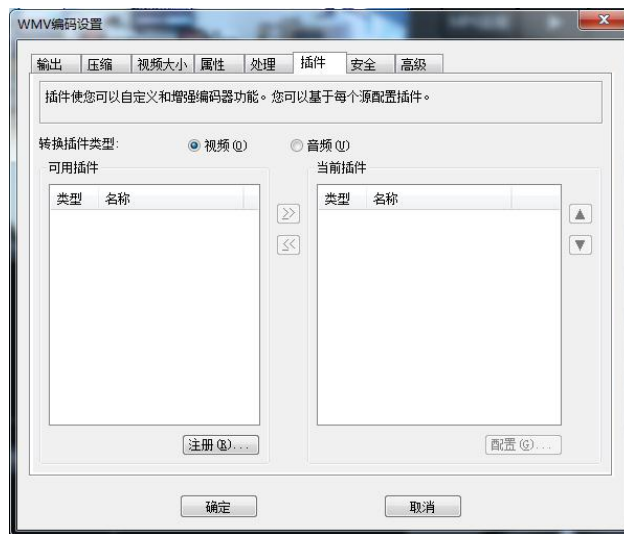 WMV编码设置
输出 压缩 视频大小 属性 处理 插件 安全 高级
插件使您可以自定义和增强编码器功能。您可以基于每个源配置插件。
转换插件类型: 视频(O) 音频(U)
可用插件 当前插件
类型 名称 类型 名称
>> 
<<
注册(R)... 配置(G)...
确定 取消